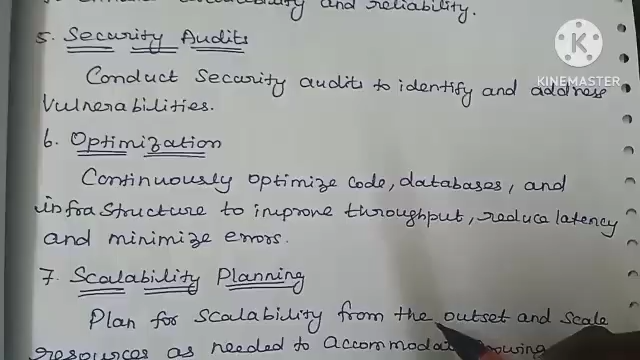 and reliability.
5. Security Audits
Conduct Security audits to identify and address
Vulnerabilities.
6. Optimization
Continuously optimize code, databases, and
infrastructure to improve throughput, reduce latency
and minimize errors.
7. Scalability Planning
Plan for scalability from the outset and scale
resources as needed to
KINEMASTER